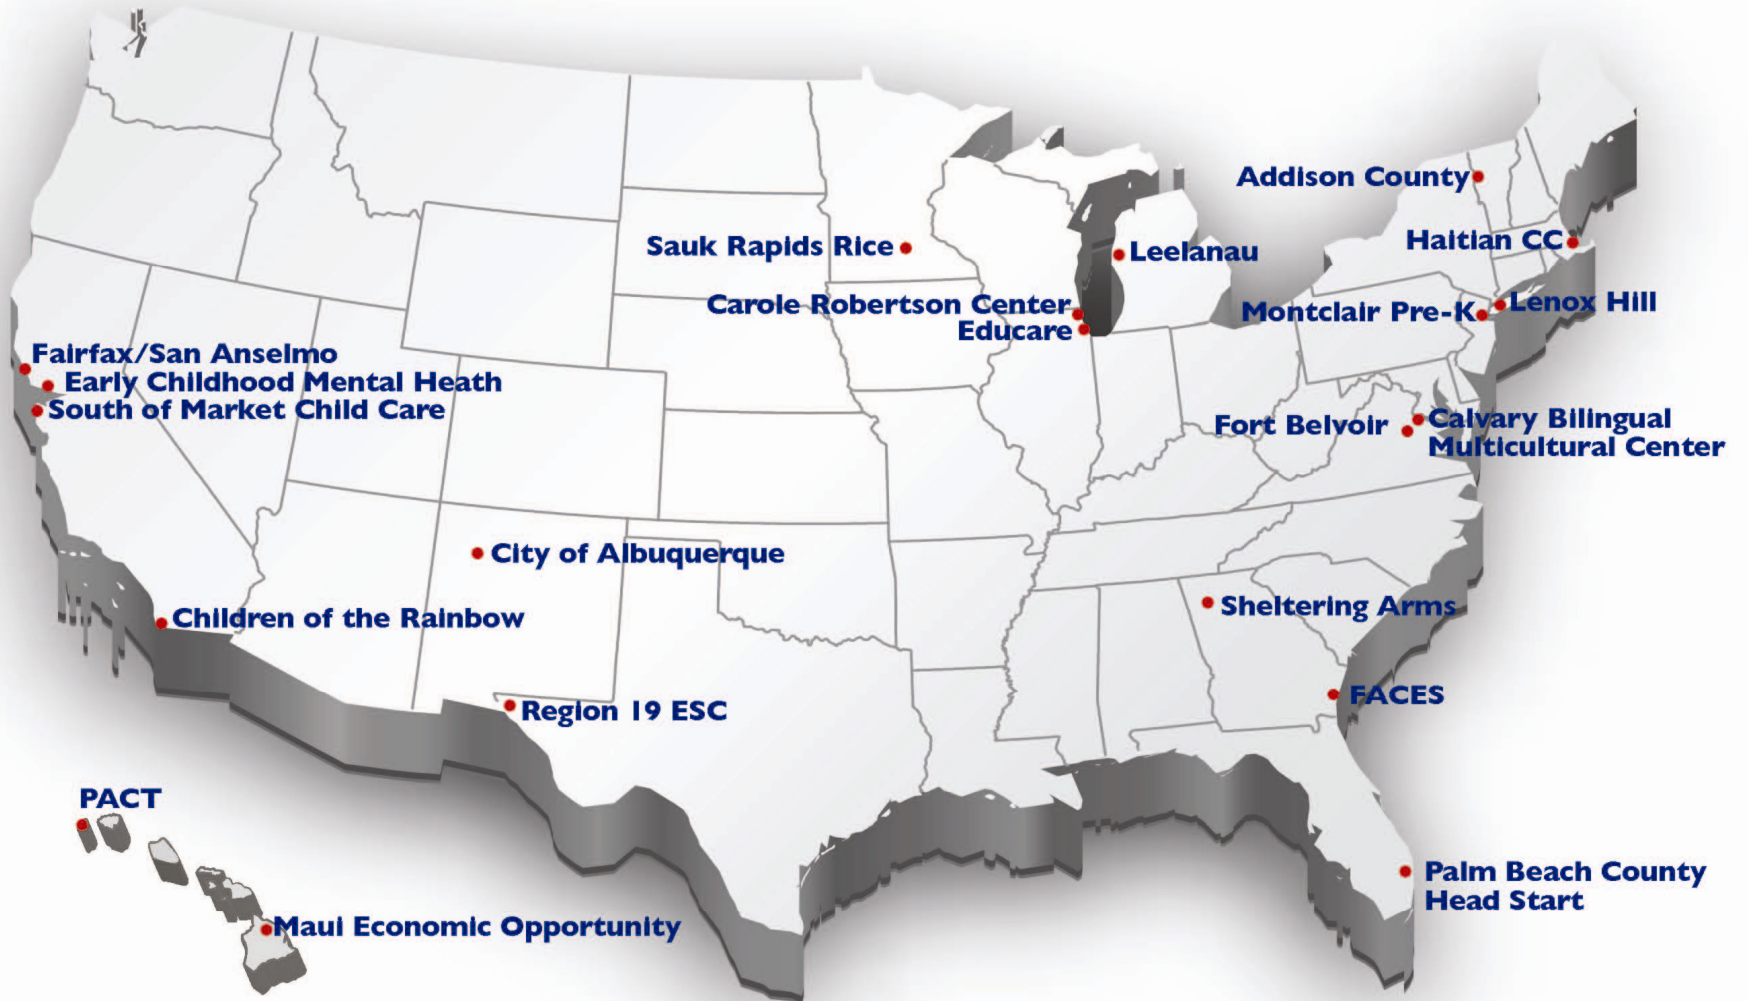 Addison County
Haitian CC
Sauk Rapids Rice
Leelanau
Carole Robertson Center
Lenox Hill
Montclair Pre-K
Educare
Fairfax/San Anselmo
Early Childhood Mental Heath
South of Market Child Care
Calvary Bilingual
Fort Belvoir
Multicultural Center
City of Albuquerque
Sheltering Arms
Children of the Rainbow
FACES
Region 19 ESC
PACT
Palm Beach County
Head Start
Maui Economic Opportunity